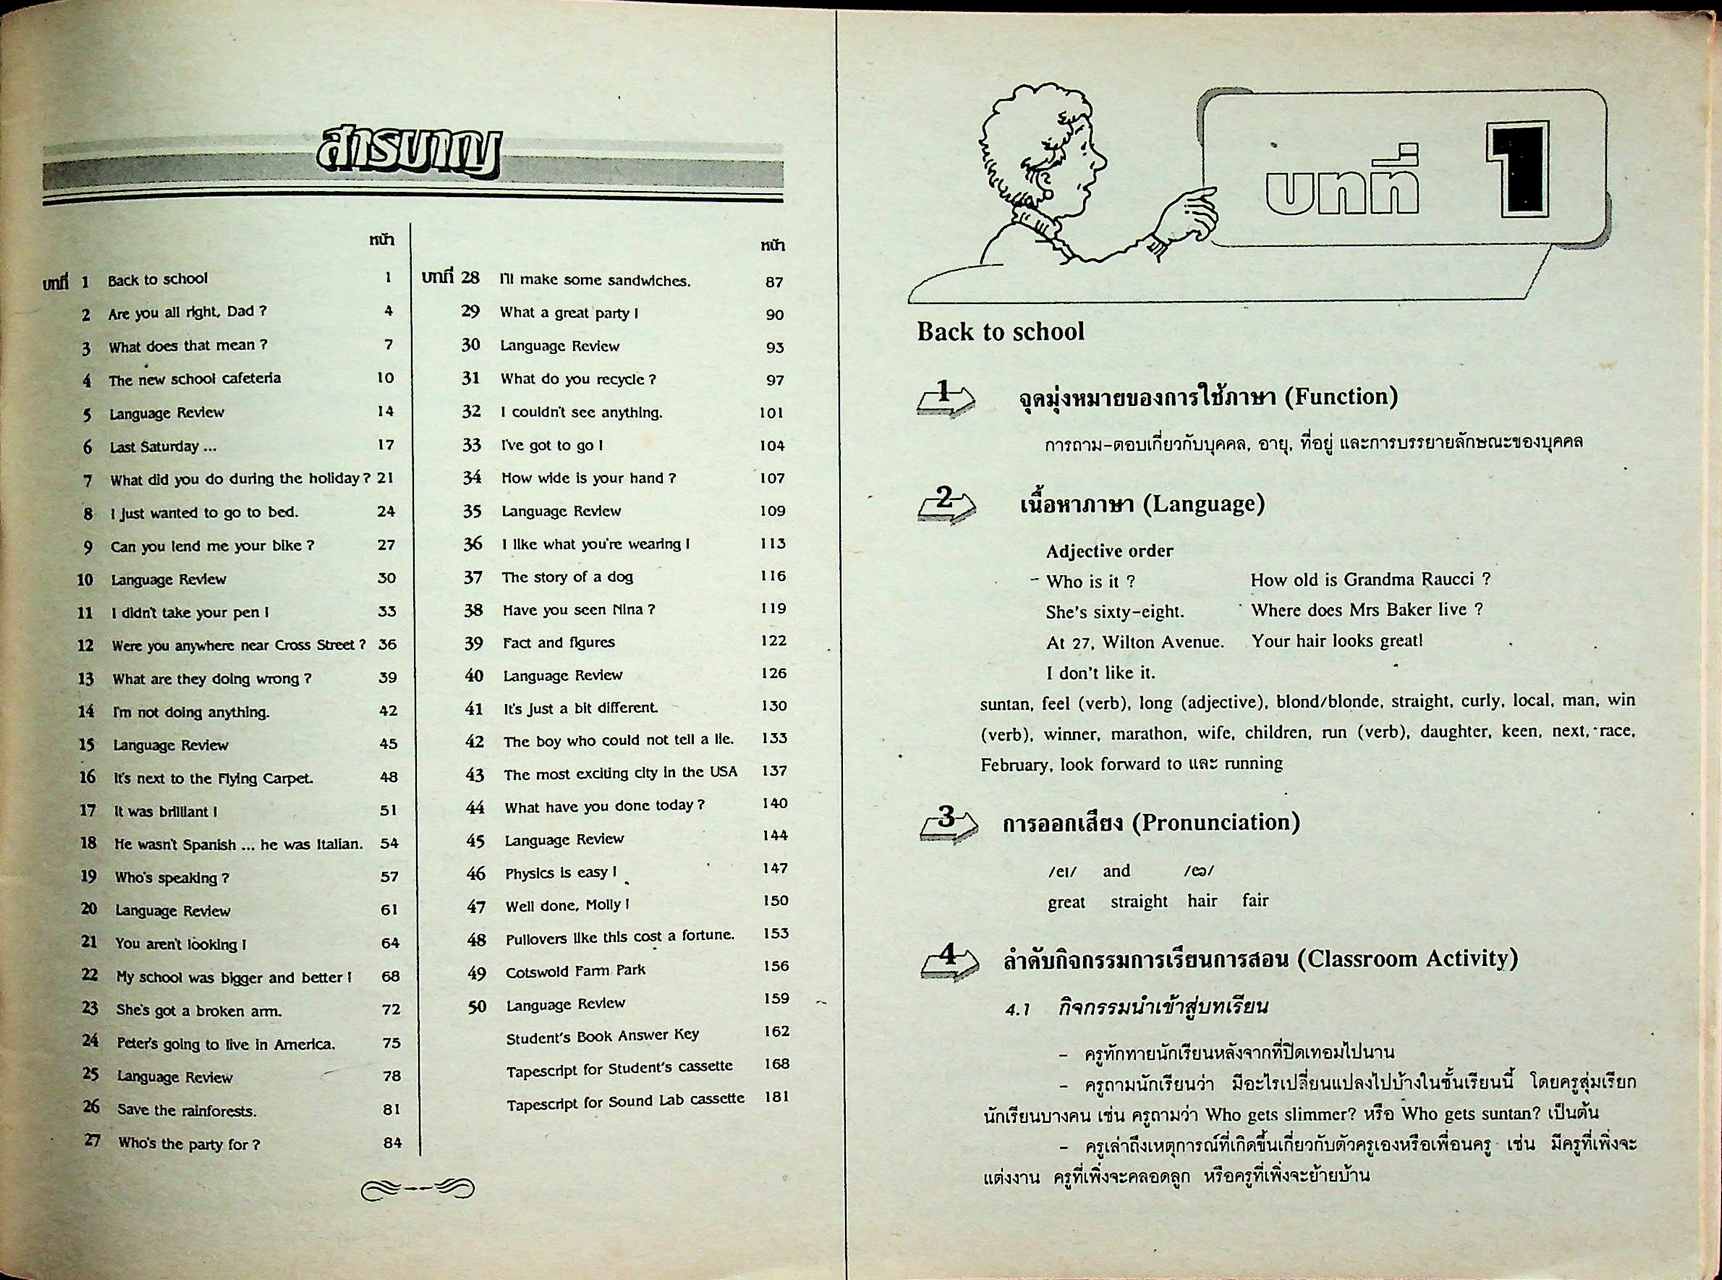 สารบาญ
หน้า
บทที่ 1 Back to school 1
2 Are you all right, Dad ? 4
3 What does that mean ? 7
4 The new school cafeteria 10
5 Language Review 14
6 Last Saturday ... 17
7 What did you do during the holiday ? 21
8 I just wanted to go to bed. 24
9 Can you lend me your bike ? 27
10 Language Review 30
11 I didn't take your pen ! 33
12 Were you anywhere near Cross Street ? 36
13 What are they doing wrong ? 39
14 I'm not doing anything. 42
15 Language Review 45
16 It's next to the Flying Carpet. 48
17 It was brilliant ! 51
18 He wasn't Spanish ... he was Italian. 54
19 Who's speaking ? 57
20 Language Review 61
21 You aren't looking ! 64
22 My school was bigger and better ! 68
23 She's got a broken arm. 72
24 Peter's going to live in America. 75
25 Language Review 78
26 Save the rainforests. 81
27 Who's the party for ? 84
หน้า
บทที่ 28 I'll make some sandwiches. 87
29 What a great party ! 90
30 Language Review 93
31 What do you recycle ? 97
32 I couldn't see anything. 101
33 I've got to go ! 104
34 How wide is your hand ? 107
35 Language Review 109
36 I like what you're wearing ! 113
37 The story of a dog 116
38 Have you seen Nina ? 119
39 Fact and figures 122
40 Language Review 126
41 It's just a bit different. 130
42 The boy who could not tell a lie. 133
43 The most exciting city in the USA 137
44 What have you done today ? 140
45 Language Review 144
46 Physics is easy ! 147
47 Well done, Molly ! 150
48 Pullovers like this cost a fortune. 153
49 Cotswold Farm Park 156
50 Language Review 159
Student's Book Answer Key 162
Tapescript for Student's cassette 168
Tapescript for Sound Lab cassette 181
บทที่ 1
Back to school
1 จุดมุ่งหมายของการใช้ภาษา (Function)
การถาม-ตอบเกี่ยวกับบุคคล, อายุ, ที่อยู่ และการบรรยายลักษณะของบุคคล
2 เนื้อหาภาษา (Language)
Adjective order
- Who is it ? How old is Grandma Raucci ?
She's sixty-eight. Where does Mrs Baker live ?
At 27, Wilton Avenue. Your hair looks great!
I don't like it.
suntan, feel (verb), long (adjective), blond/blonde, straight, curly, local, man, win
(verb), winner, marathon, wife, children, run (verb), daughter, keen, next, race,
February, look forward to และ running
3 การออกเสียง (Pronunciation)
/eɪ/ and /eə/
great straight hair fair
4 ลำดับกิจกรรมการเรียนการสอน (Classroom Activity)
4.1 กิจกรรมนำเข้าสู่บทเรียน
- ครูทักทายนักเรียนหลังจากที่ปิดเทอมไปนาน
- ครูถามนักเรียนว่า มีอะไรเปลี่ยนแปลงไปบ้างในชั้นเรียนนี้ โดยครูสุ่มเรียก
นักเรียนบางคน เช่น ครูถามว่า Who gets slimmer? หรือ Who gets suntan? เป็นต้น
- ครูเล่าถึงเหตุการณ์ที่เกิดขึ้นเกี่ยวกับตัวครูเองหรือเพื่อนครู เช่น มีครูที่เพิ่งจะ
แต่งงาน ครูที่เพิ่งจะคลอดลูก หรือครูที่เพิ่งจะย้ายบ้าน